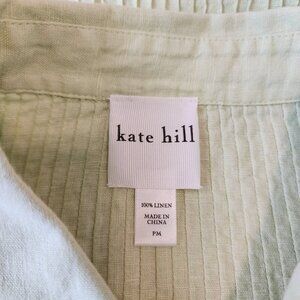 kate hill
100% LINEN
MADE IN
CHINA
PM